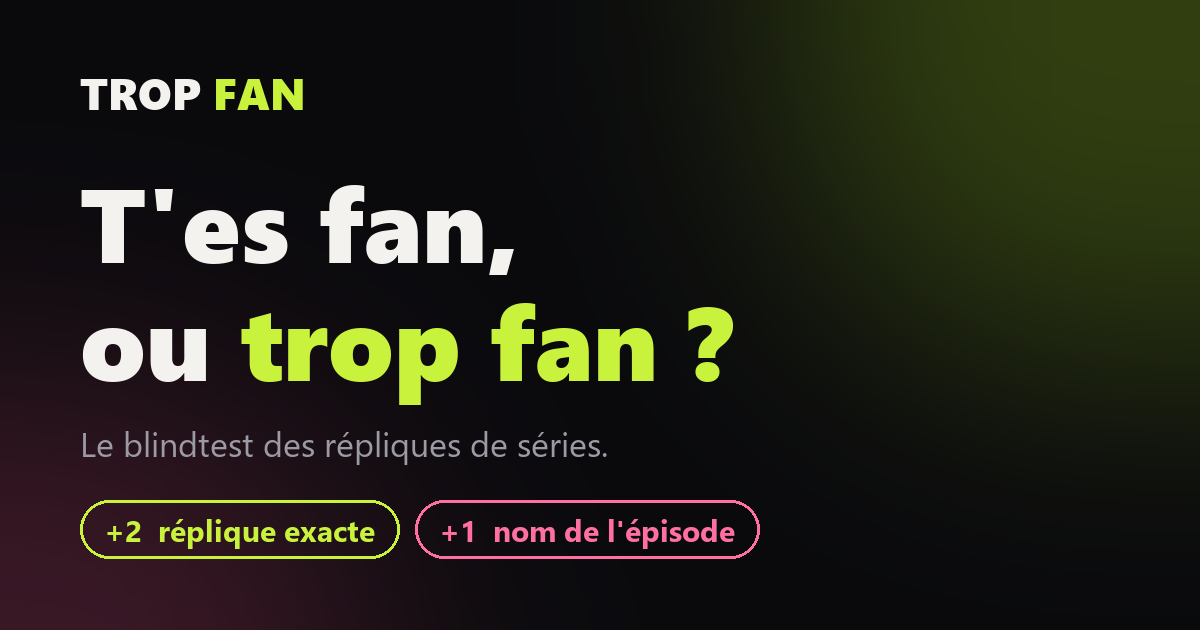 TROP FAN
T'es fan,
ou trop fan ?
Le blindtest des répliques de séries.
+2 réplique exacte
+1 nom de l'épisode